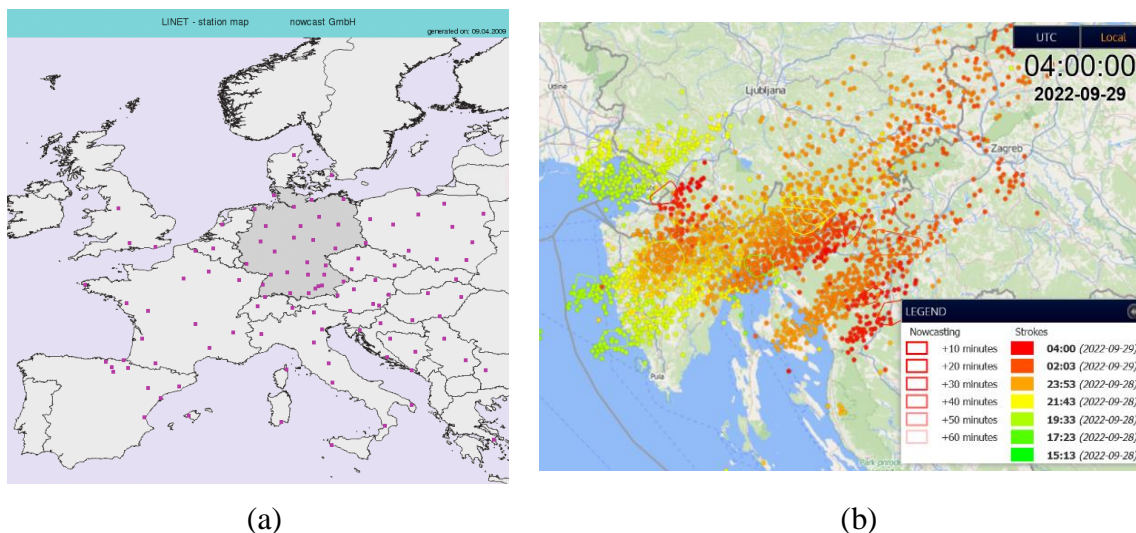 LINET - station map nowcast GmbH
generated on: 09.04.2009
UTC Local
04:00:00
2022-09-29
Udine
Ljubljana
Zagreb
Pula
LEGEND
Nowcasting Strokes
+10 minutes 04:00 (2022-09-29)
+20 minutes 02:03 (2022-09-29)
+30 minutes 23:53 (2022-09-28)
+40 minutes 21:43 (2022-09-28)
+50 minutes 19:33 (2022-09-28)
+60 minutes 17:23 (2022-09-28)
15:13 (2022-09-28)
(a) (b)